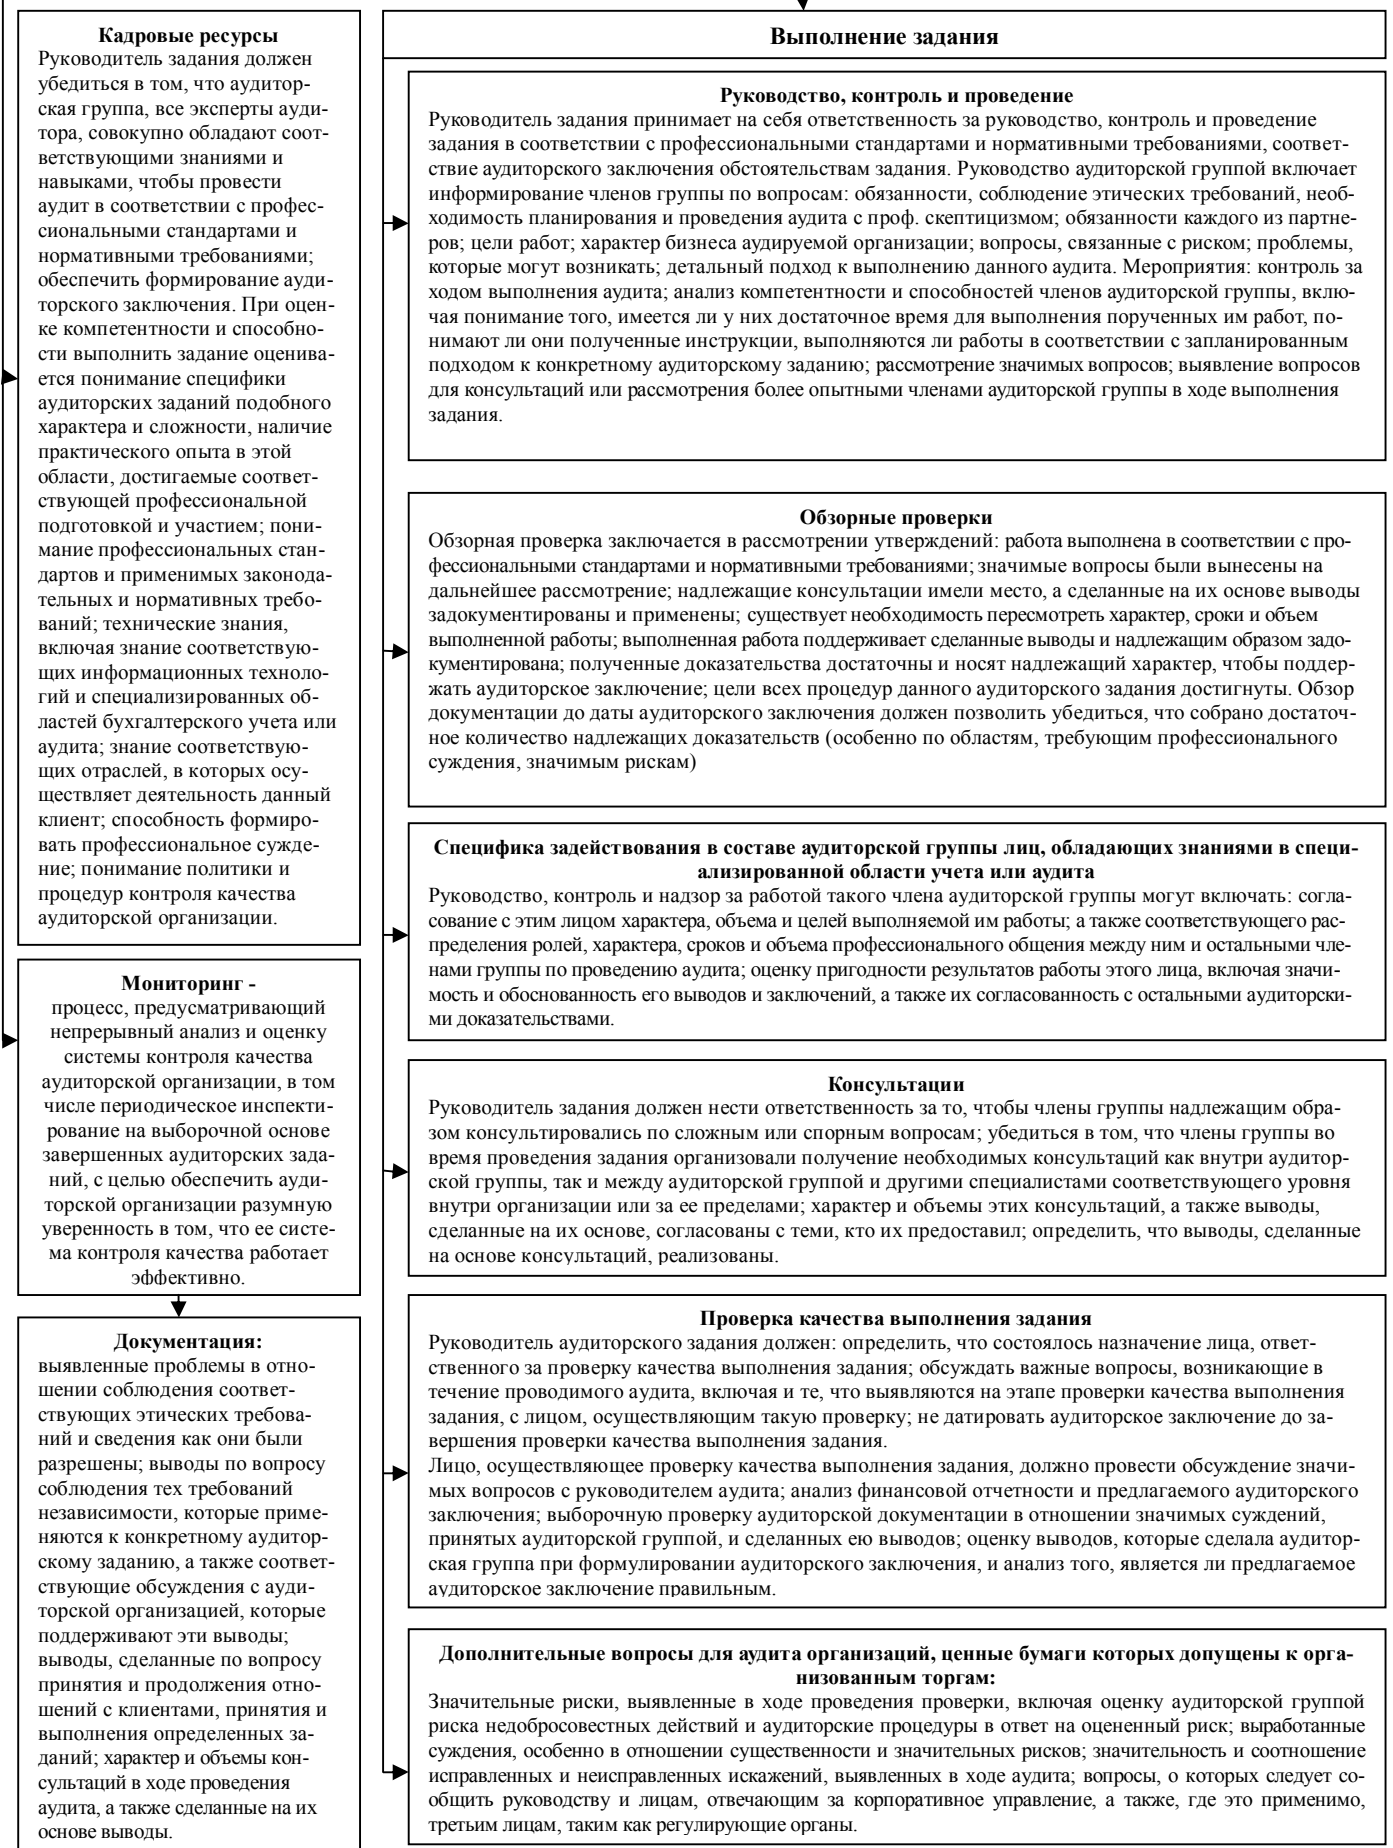 Кадровые ресурсы
Руководитель задания должен
убедиться в том, что аудитор-
ская группа, все эксперты ауди-
тора, совокупно обладают соот-
ветствующими знаниями и
навыками, чтобы провести
аудит в соответствии с профес-
сиональными стандартами и
нормативными требованиями;
обеспечить формирование ауди-
торского заключения. При оцен-
ке компетентности и способно-
сти выполнить задание оценива-
ется понимание специфики
аудиторских заданий подобного
характера и сложности, наличие
практического опыта в этой
области, достигаемые соответ-
ствующей профессиональной
подготовкой и участием; пони-
мание профессиональных стан-
дартов и применимых законода-
тельных и нормативных требо-
ваний; технические знания,
включая знание соответствую-
щих информационных техноло-
гий и специализированных об-
ластей бухгалтерского учета или
аудита; знание соответствую-
щих отраслей, в которых осу-
ществляет деятельность данный
клиент; способность формиро-
вать профессиональное сужде-
ние; понимание политики и
процедур контроля качества
аудиторской организации.
Мониторинг -
процесс, предусматривающий
непрерывный анализ и оценку
системы контроля качества
аудиторской организации, в том
числе периодическое инспекти-
рование на выборочной основе
завершенных аудиторских зада-
ний, с целью обеспечить ауди-
торской организации разумную
уверенность в том, что ее систе-
ма контроля качества работает
эффективно.
Документация:
выявленные проблемы в отно-
шении соблюдения соответ-
ствующих этических требова-
ний и сведения как они были
разрешены; выводы по вопросу
соблюдения тех требований
независимости, которые приме-
няются к конкретному аудитор-
скому заданию, а также соответ-
ствующие обсуждения с ауди-
торской организацией, которые
поддерживают эти выводы;
выводы, сделанные по вопросу
принятия и продолжения отно-
шений с клиентами, принятия и
выполнения определенных за-
даний; характер и объемы кон-
сультаций в ходе проведения
аудита, а также сделанные на их
основе выводы.
Выполнение задания
Руководство, контроль и проведение
Руководитель задания принимает на себя ответственность за руководство, контроль и проведение
задания в соответствии с профессиональными стандартами и нормативными требованиями, соответ-
ствие аудиторского заключения обстоятельствам задания. Руководство аудиторской группой включает
информирование членов группы по вопросам: обязанности, соблюдение этических требований, необ-
ходимость планирования и проведения аудита с проф. скептицизмом; обязанности каждого из партне-
ров; цели работ; характер бизнеса аудируемой организации; вопросы, связанные с риском; проблемы,
которые могут возникать; детальный подход к выполнению данного аудита. Мероприятия: контроль за
ходом выполнения аудита; анализ компетентности и способностей членов аудиторской группы, вклю-
чая понимание того, имеется ли у них достаточное время для выполнения порученных им работ, по-
нимают ли они полученные инструкции, выполняются ли работы в соответствии с запланированным
подходом к конкретному аудиторскому заданию; рассмотрение значимых вопросов; выявление вопросов
для консультаций или рассмотрения более опытными членами аудиторской группы в ходе выполнения
задания.
Обзорные проверки
Обзорная проверка заключается в рассмотрении утверждений: работа выполнена в соответствии с про-
фессиональными стандартами и нормативными требованиями; значимые вопросы были вынесены на
дальнейшее рассмотрение; надлежащие консультации имели место, а сделанные на их основе выводы
задокументированы и применены; существует необходимость пересмотреть характер, сроки и объем
выполненной работы; выполненная работа поддерживает сделанные выводы и надлежащим образом задо-
кументирована; полученные доказательства достаточны и носят надлежащий характер, чтобы поддер-
жать аудиторское заключение; цели всех процедур данного аудиторского задания достигнуты. Обзор
документации до даты аудиторского заключения должен позволить убедиться, что собрано достаточ-
ное количество надлежащих доказательств (особенно по областям, требующим профессионального
суждения, значимым рискам)
Специфика задействования в составе аудиторской группы лиц, обладающих знаниями в специ-
ализированной области учета или аудита
Руководство, контроль и надзор за работой такого члена аудиторской группы могут включать: согла-
сование с этим лицом характера, объема и целей выполняемой им работы; а также соответствующего рас-
пределения ролей, характера, сроков и объема профессионального общения между ним и остальными чле-
нами группы по проведению аудита; оценку пригодности результатов работы этого лица, включая значи-
мость и обоснованность его выводов и заключений, а также их согласованность с остальными аудиторски-
ми доказательствами.
Консультации
Руководитель задания должен нести ответственность за то, чтобы члены группы надлежащим обра-
зом консультировались по сложным или спорным вопросам; убедиться в том, что члены группы во
время проведения задания организовали получение необходимых консультаций как внутри аудитор-
ской группы, так и между аудиторской группой и другими специалистами соответствующего уровня
внутри организации или за ее пределами; характер и объемы этих консультаций, а также выводы,
сделанные на их основе, согласованы с теми, кто их предоставил; определить, что выводы, сделанные
на основе консультаций, реализованы.
Проверка качества выполнения задания
Руководитель аудиторского задания должен: определить, что состоялось назначение лица, ответ-
ственного за проверку качества выполнения задания; обсуждать важные вопросы, возникающие в
течение проводимого аудита, включая и те, что выявляются на этапе проверки качества выполнения
задания, с лицом, осуществляющим такую проверку; не датировать аудиторское заключение до за-
вершения проверки качества выполнения задания.
Лицо, осуществляющее проверку качества выполнения задания, должно провести обсуждение значи-
мых вопросов с руководителем аудита; анализ финансовой отчетности и предлагаемого аудиторского
заключения; выборочную проверку аудиторской документации в отношении значимых суждений,
принятых аудиторской группой, и сделанных ею выводов; оценку выводов, которые сделала аудитор-
ская группа при формулировании аудиторского заключения, и анализ того, является ли предлагаемое
аудиторское заключение правильным.
Дополнительные вопросы для аудита организаций, ценные бумаги которых допущены к орга-
низованным торгам:
Значительные риски, выявленные в ходе проведения проверки, включая оценку аудиторской группой
риска недобросовестных действий и аудиторские процедуры в ответ на оцененный риск; выработанные
суждения, особенно в отношении существенности и значительных рисков; значительность и соотношение
исправленных и неисправленных искажений, выявленных в ходе аудита; вопросы, о которых следует со-
общить руководству и лицам, отвечающим за корпоративное управление, а также, где это применимо,
третьим лицам, таким как регулирующие органы.